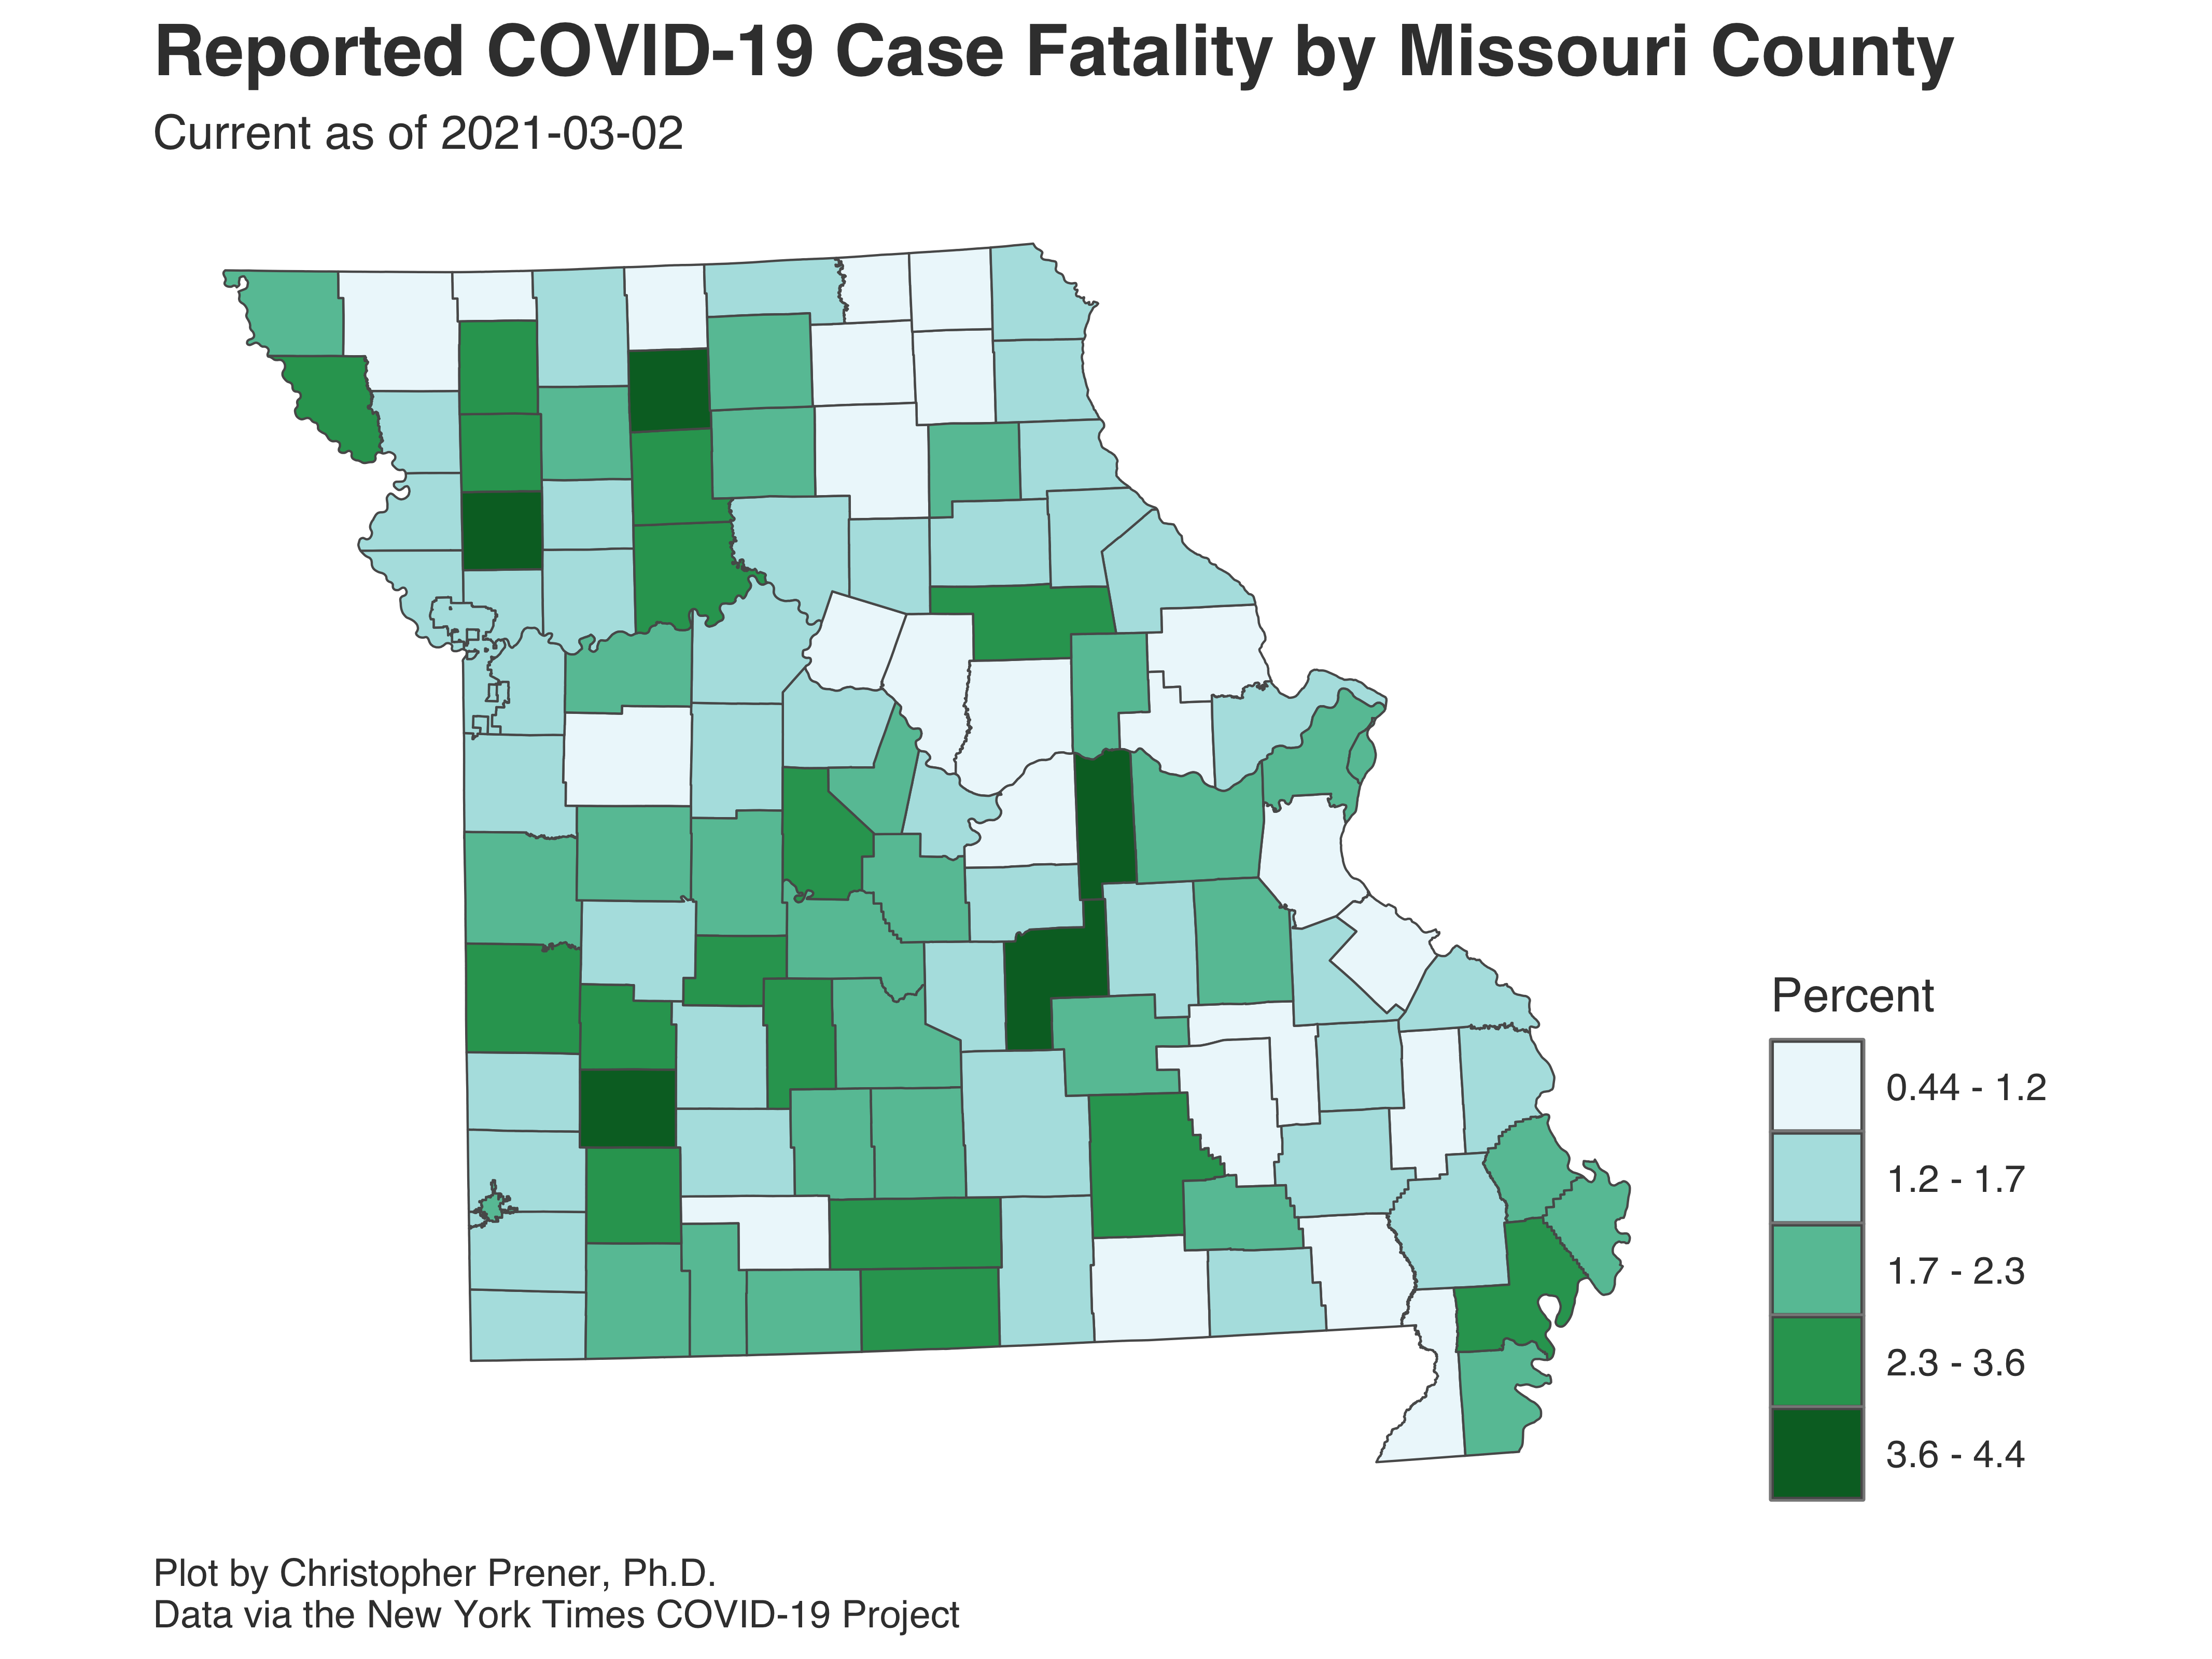 Reported COVID-19 Case Fatality by Missouri County
Current as of 2021-03-02
Percent
0.44 - 1.2
1.2 - 1.7
1.7 - 2.3
2.3 - 3.6
3.6 - 4.4
Plot by Christopher Prener, Ph.D.
Data via the New York Times COVID-19 Project